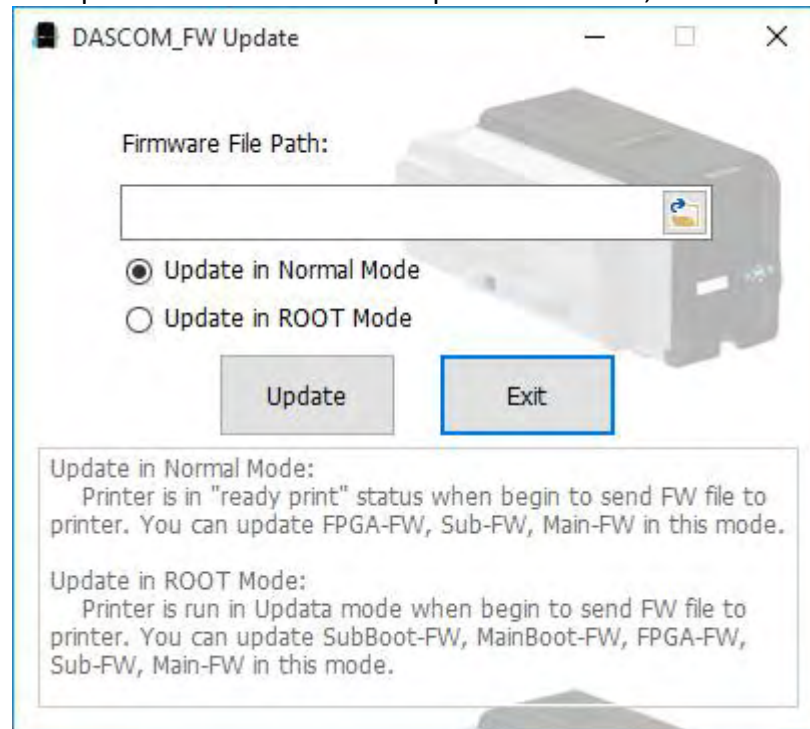 DASCOM_FW Update
Firmware File Path:
Update in Normal Mode
Update in ROOT Mode
Update
Exit
Update in Normal Mode:
Printer is in "ready print" status when begin to send FW file to
printer. You can update FPGA-FW, Sub-FW, Main-FW in this mode.
Update in ROOT Mode:
Printer is run in Updata mode when begin to send FW file to
printer. You can update SubBoot-FW, MainBoot-FW, FPGA-FW,
Sub-FW, Main-FW in this mode.